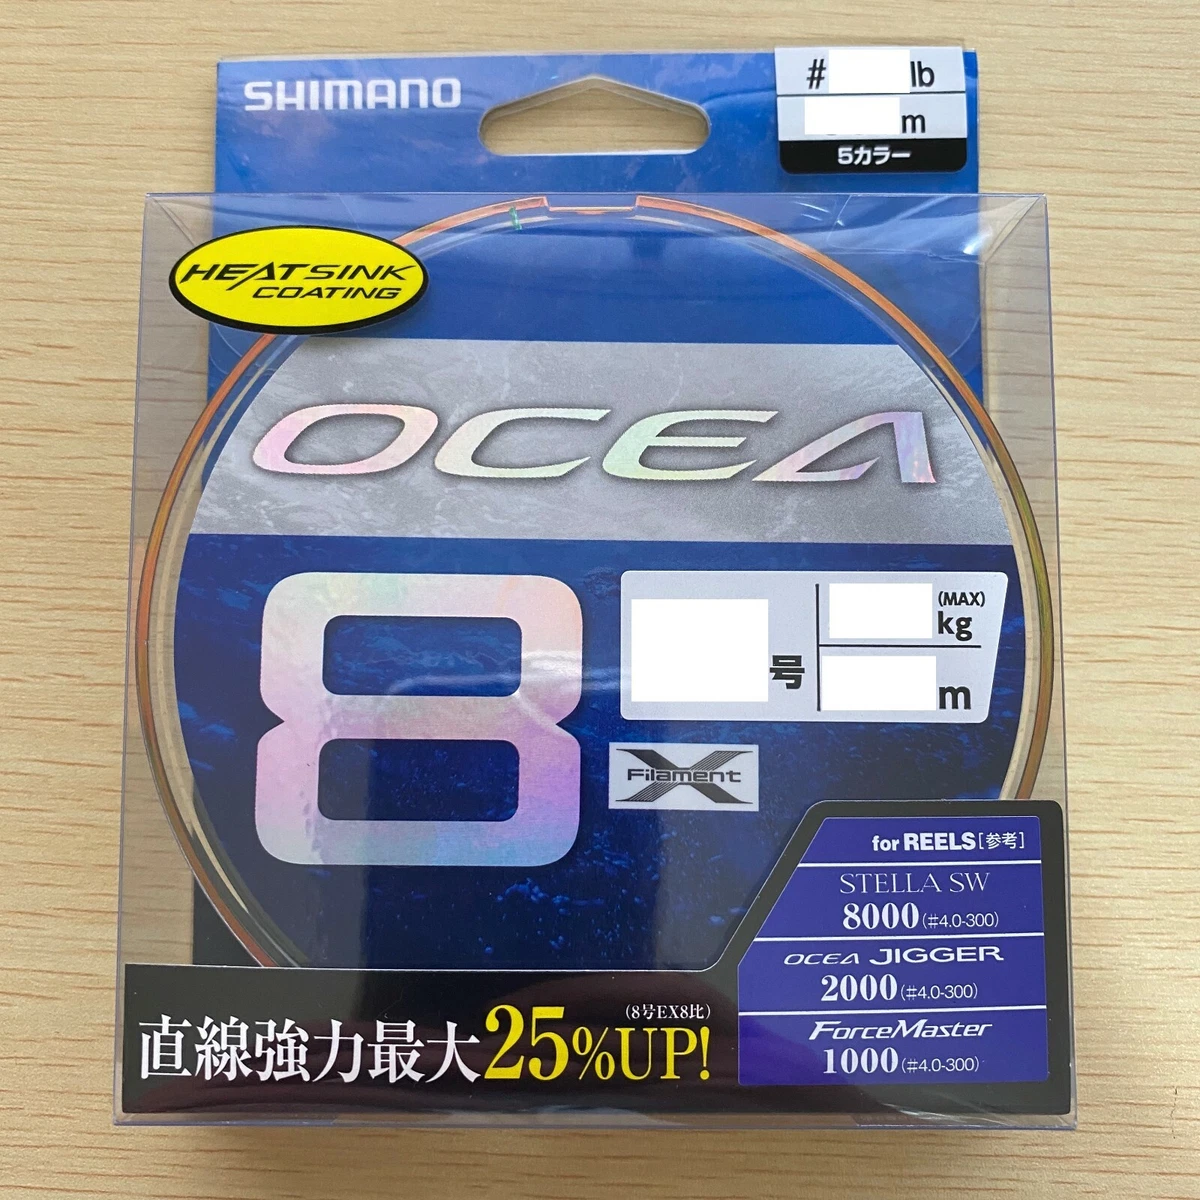 SHIMANO
# lb
m
5カラー
HEATSINK
COATING
OCEA
8
号
(MAX)
kg
m
Filament X
for REELS[参考]
STELLA SW
8000(#4.0-300)
OCEA JIGGER
2000(#4.0-300)
ForceMaster
1000(#4.0-300)
(8号EX8比)
直線強力最大25%UP!